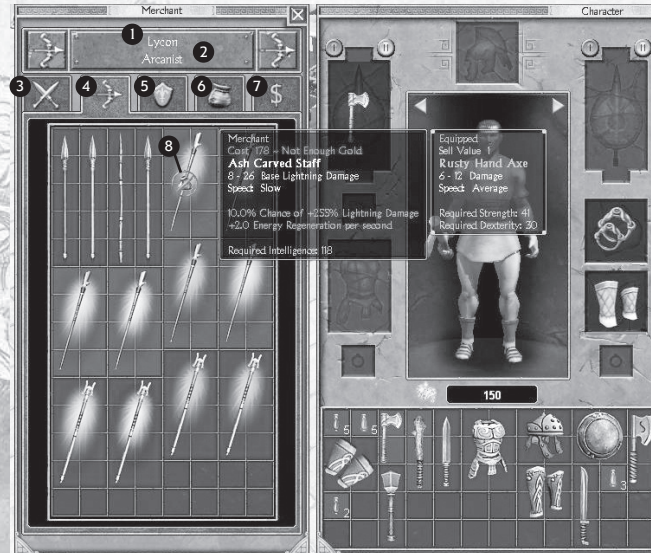 Merchant
Character
1
Lycon
2
Arcanist
3
4
5
6
7
$
8
I
II
I
II
Merchant
Cost 178 - Not Enough Gold
Ash Carved Staff
8 - 26 Base Lightning Damage
Speed: Slow
10.0% Chance of +255% Lightning Damage
+2.0 Energy Regeneration per second
Required Intelligence: 118
Equipped
Sell Value 1
Rusty Hand Axe
6 - 12 Damage
Speed: Average
Required Strength: 41
Required Dexterity: 30
150
5
5
3
2